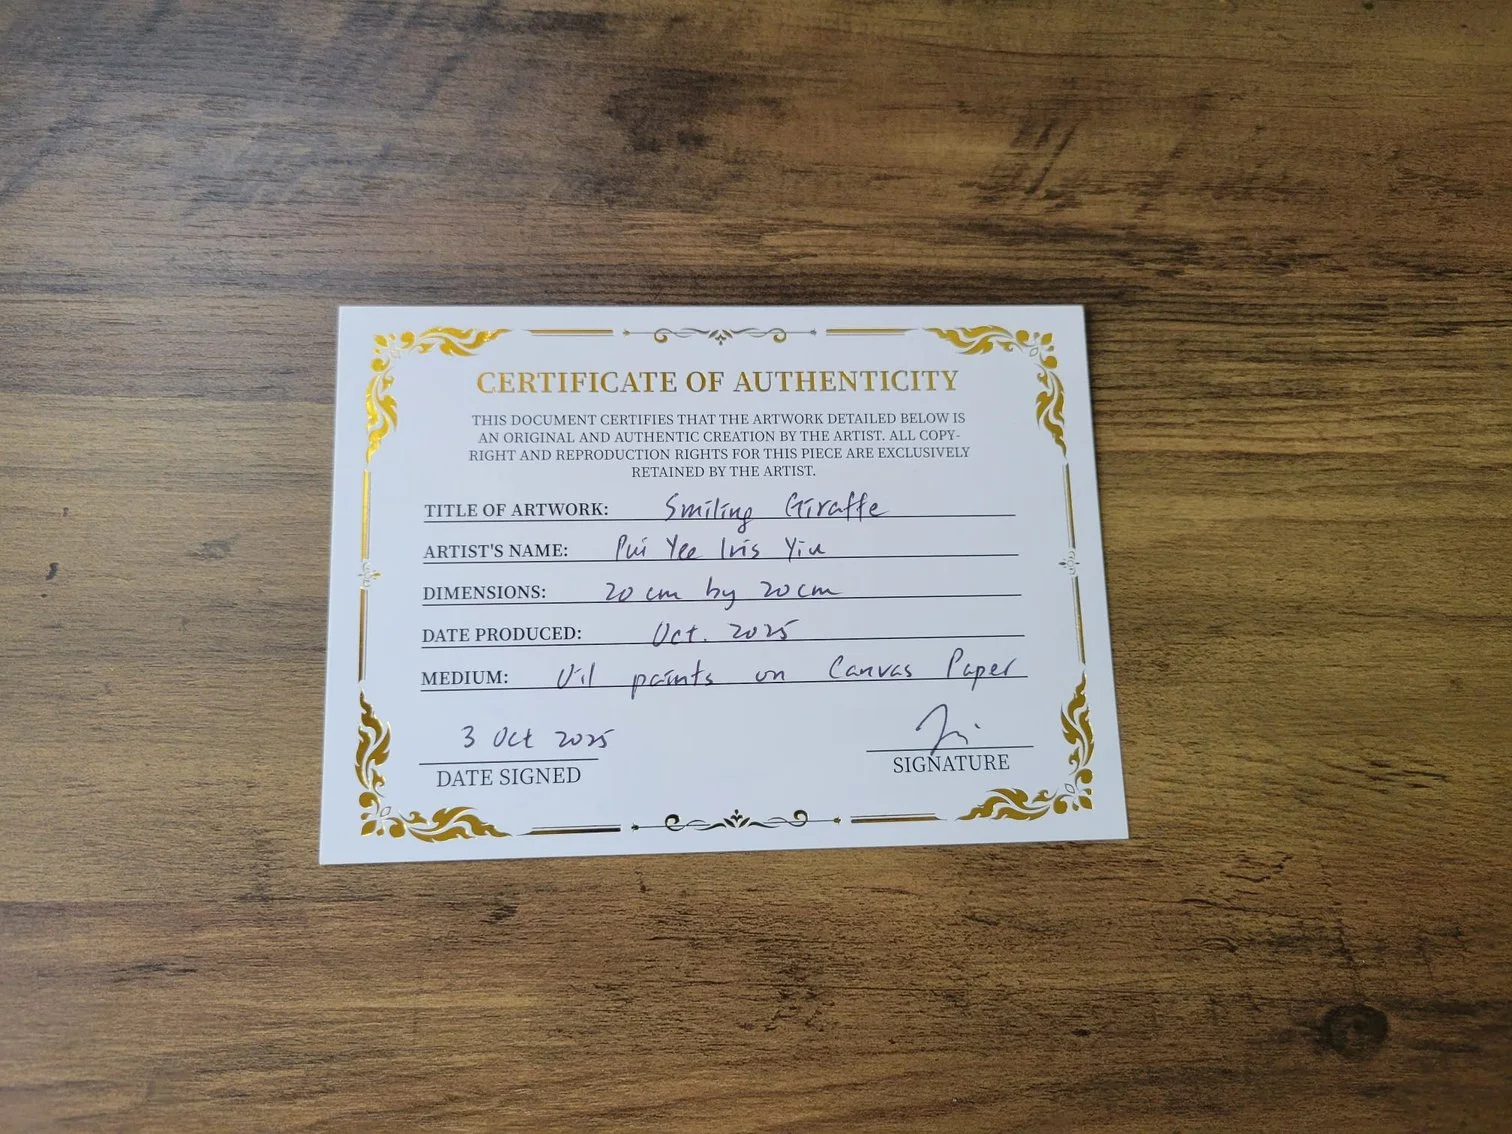 CERTIFICATE OF AUTHENTICITY
THIS DOCUMENT CERTIFIES THAT THE ARTWORK DETAILED BELOW IS
AN ORIGINAL AND AUTHENTIC CREATION BY THE ARTIST. ALL COPY-
RIGHT AND REPRODUCTION RIGHTS FOR THIS PIECE ARE EXCLUSIVELY
RETAINED BY THE ARTIST.
TITLE OF ARTWORK: Smiling Giraffe
ARTIST'S NAME: Pui Yee Iris Yiu
DIMENSIONS: 20 cm by 20 cm
DATE PRODUCED: Oct. 2025
MEDIUM: Oil paints on Canvas Paper
3 Oct 2025
DATE SIGNED
SIGNATURE